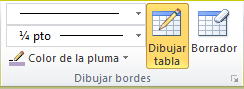 ¼ pto
Color de la pluma
Dibujar
tabla
Borrador
Dibujar bordes